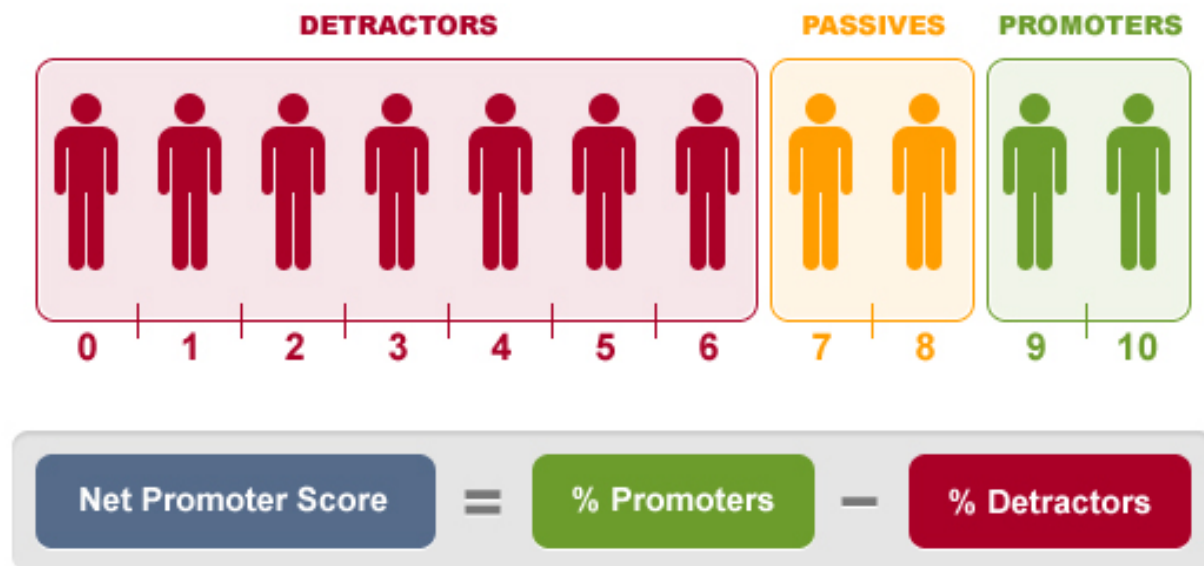 DETRACTORS PASSIVES PROMOTERS
0 1 2 3 4 5 6 7 8 9 10
Net Promoter Score = % Promoters – % Detractors